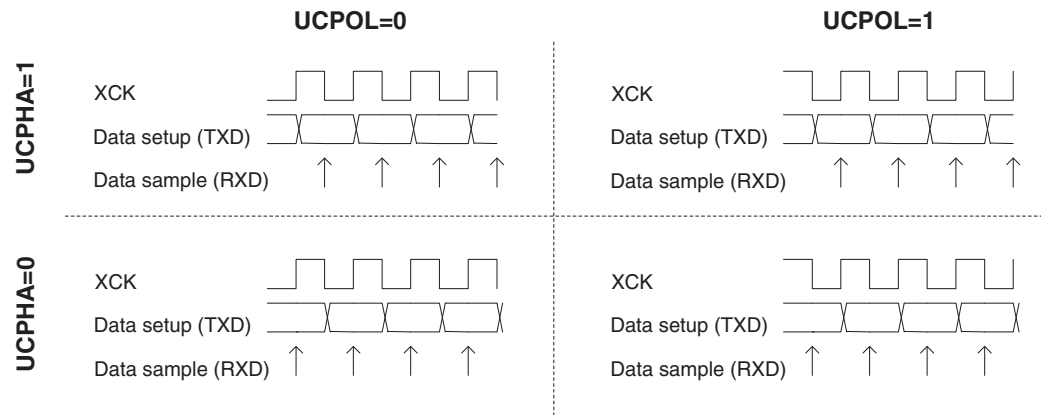 UCPOL=0
UCPOL=1
UCPHA=1
XCK
Data setup (TXD)
Data sample (RXD)
XCK
Data setup (TXD)
Data sample (RXD)
UCPHA=0
XCK
Data setup (TXD)
Data sample (RXD)
XCK
Data setup (TXD)
Data sample (RXD)